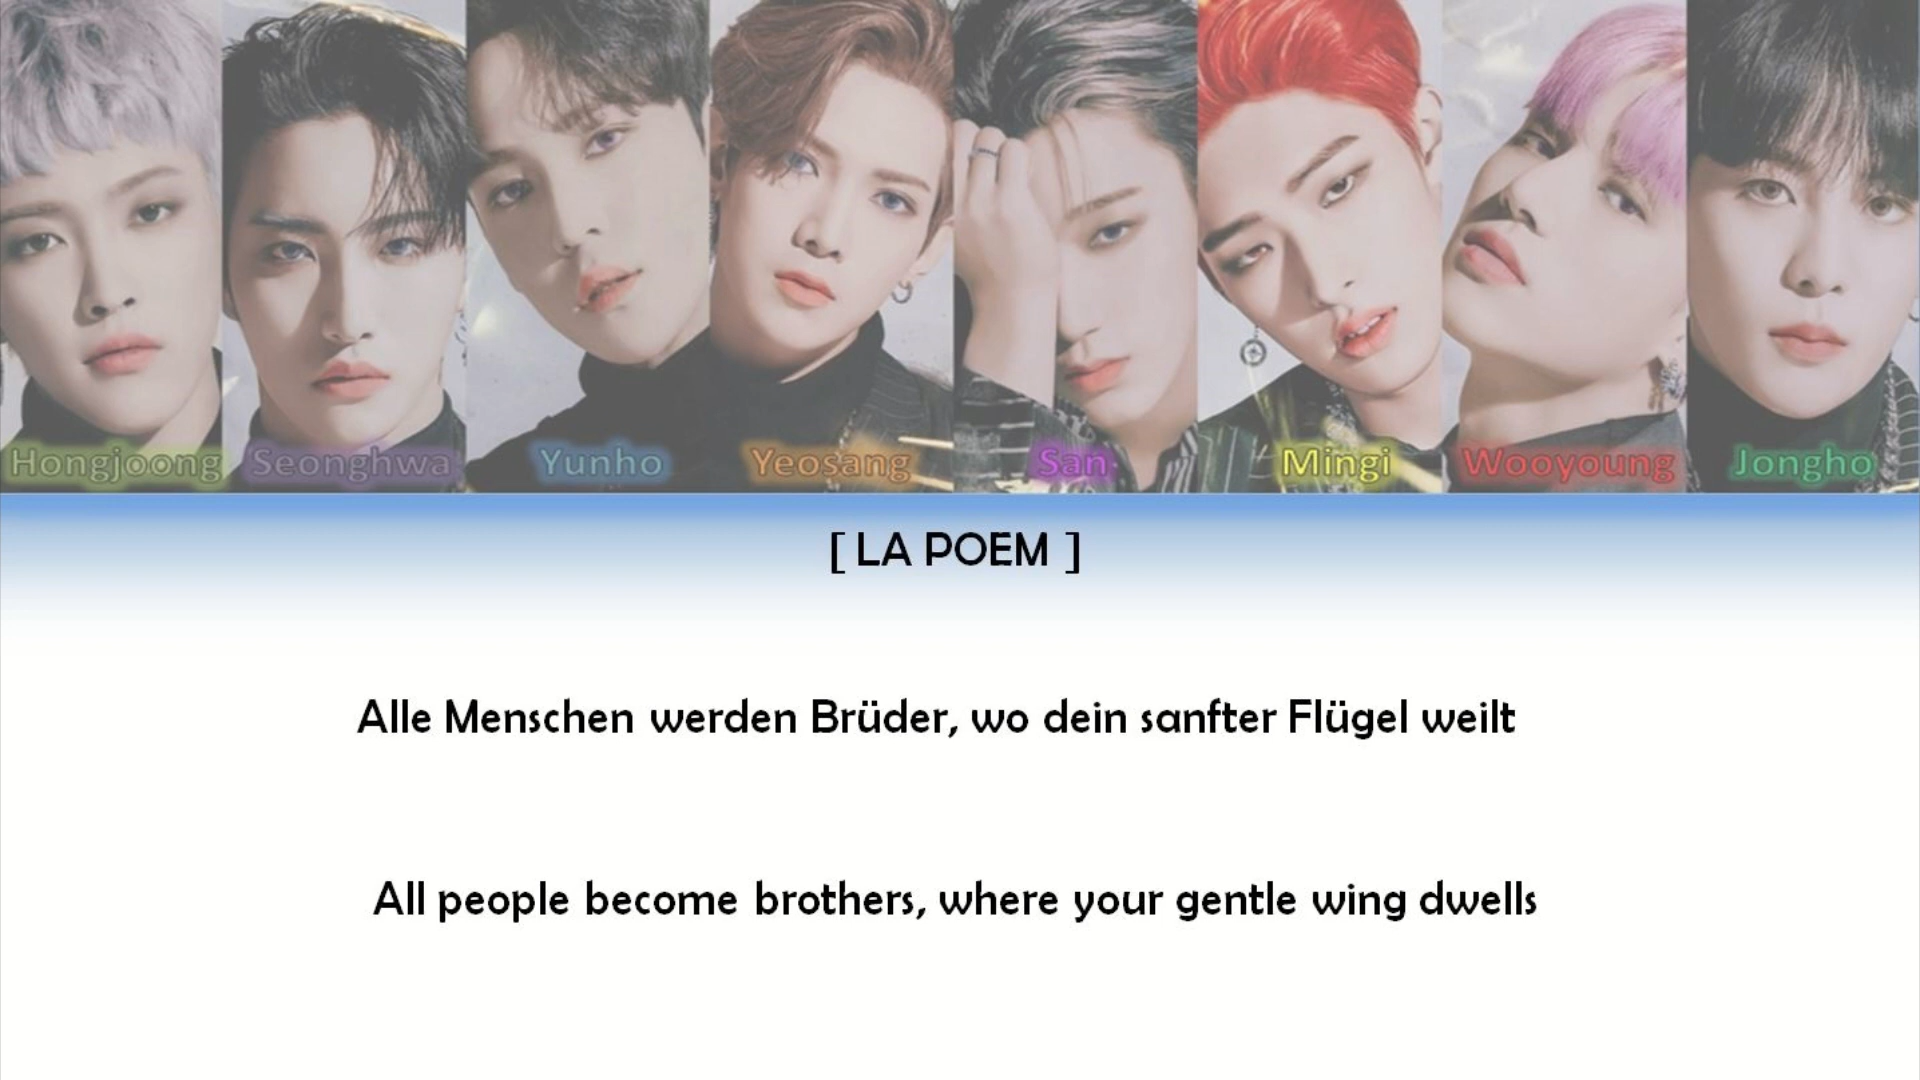 Hongjoong Seonghwa Yunho Yeosang San Mingi Wooyoung Jongho
[ LA POEM ]
Alle Menschen werden Brüder, wo dein sanfter Flügel weilt
All people become brothers, where your gentle wing dwells